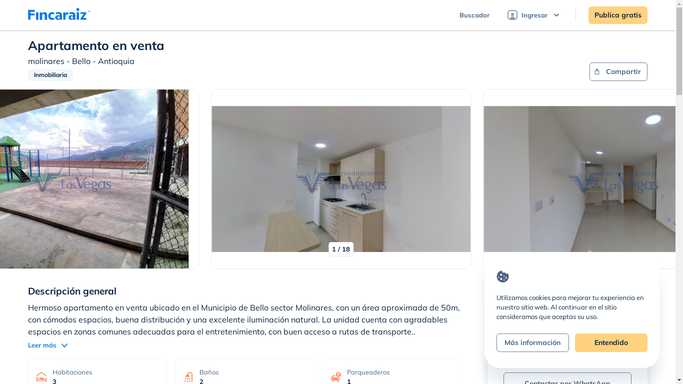 Fincaraiz
Buscador
Ingresar
Publica gratis
Apartamento en venta
molinares - Bello - Antioquia
Inmobiliaria
Compartir
Las Vegas
Las Vegas
Las Vegas
1 / 18
Descripción general
Hermoso apartamento en venta ubicado en el Municipio de Bello sector Molinares, con un área aproximada de 50m,
con cómodos espacios, buena distribución y una excelente iluminación natural. La unidad cuenta con agradables
espacios en zonas comunes adecuadas para el entretenimiento, con buen acceso a rutas de transporte..
Leer más
Habitaciones
3
Baños
2
Parqueaderos
1
Utilizamos cookies para mejorar tu experiencia en
nuestro sitio web. Al continuar en el sitio
consideramos que aceptas su uso.
Más información
Entendido
Contactar por WhatsApp